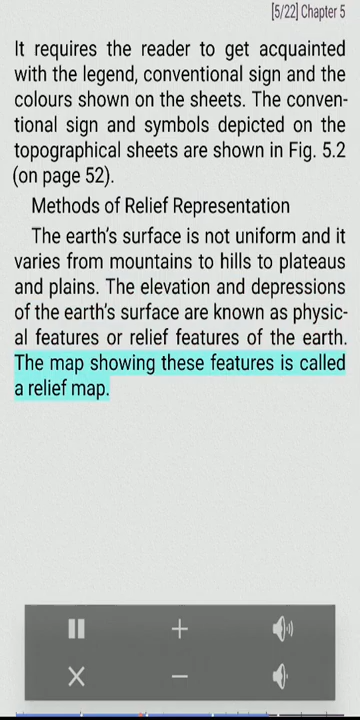 [5/22] Chapter 5
It requires the reader to get acquainted
with the legend, conventional sign and the
colours shown on the sheets. The conven-
tional sign and symbols depicted on the
topographical sheets are shown in Fig. 5.2
(on page 52).
Methods of Relief Representation
The earth's surface is not uniform and it
varies from mountains to hills to plateaus
and plains. The elevation and depressions
of the earth's surface are known as physic-
al features or relief features of the earth.
The map showing these features is called
a relief map.